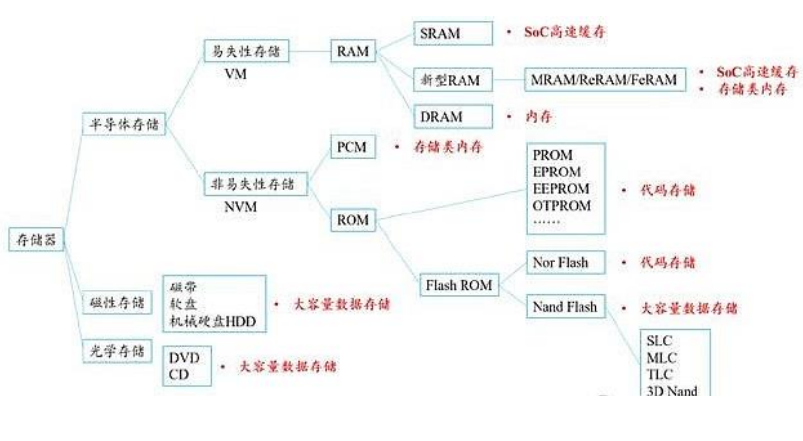 存储器
半导体存储
易失性存储
VM
RAM
SRAM
• SoC高速缓存
新型RAM
MRAM/ReRAM/FeRAM
• SoC高速缓存
• 存储类内存
DRAM
• 内存
非易失性存储
NVM
PCM
• 存储类内存
ROM
PROM
EPROM
EEPROM
OTPROM
……
• 代码存储
Flash ROM
Nor Flash
• 代码存储
Nand Flash
• 大容量数据存储
SLC
MLC
TLC
3D Nand
磁性存储
磁带
软盘
机械硬盘HDD
• 大容量数据存储
光学存储
DVD
CD
• 大容量数据存储